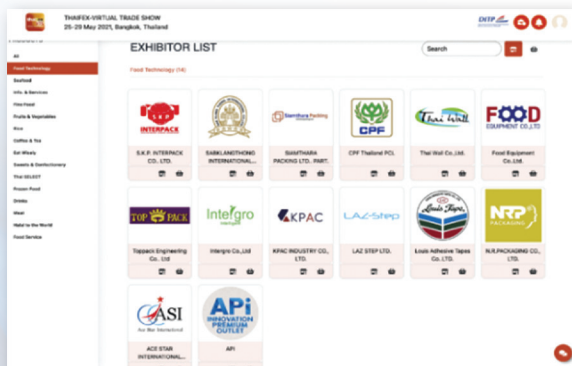 THAIFEX-VIRTUAL TRADE SHOW
25-29 May 2021, Bangkok, Thailand
DITP
PRODUCTS
All
Food Technology
Seafood
Info. & Services
Fine Food
Fruits & Vegetables
Rice
Coffee & Tea
Eat Wisely
Sweets & Confectionery
Thai SELECT
Frozen Food
Drinks
Meat
Halal to the World
Food Service
EXHIBITOR LIST
Search
Food Technology (14)
S.K.P
INTERPACK
S.K.P. INTERPACK
CO., LTD.
SABKLANGTHONG
INTERNATIONAL...
Siamthara Packing
SIAMTHARA
PACKING LTD., PART.
CPF
CPF Thailand PCL
Thai Wall
Thai Wall Co.,Ltd.
FOOD
EQUIPMENT CO.,LTD
Food Equipment
Co.,Ltd.
TOP PACK
Toppack Engineering
Co., Ltd
Intergro
Intergro Co.,Ltd
KPAC
KPAC INDUSTRY CO.,
LTD.
LAZ-Step
LAZ STEP LTD.
Louis Tape
Louis Adhesive Tapes
Co. LTD.
NRP
PACKAGING
N.R.PACKAGING CO.,
LTD.
ASI
Ace Star International
ACE STAR
INTERNATIONAL...
APi
INNOVATION
PREMIUM
OUTLET
API